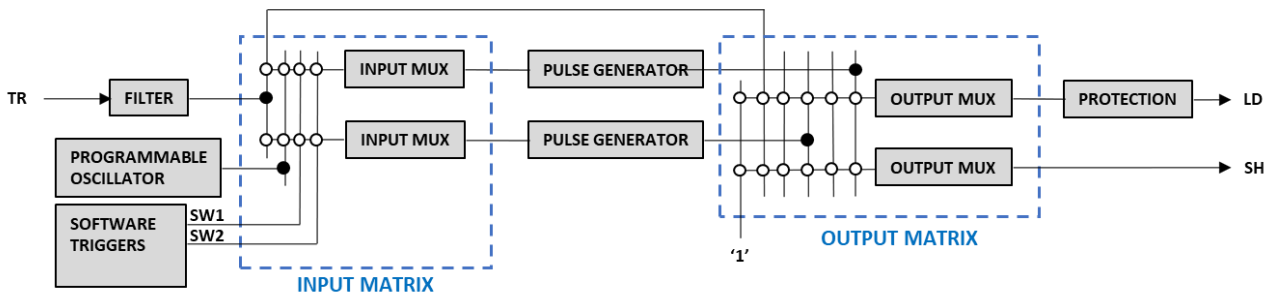 INPUT MUX
PULSE GENERATOR
TR
FILTER
OUTPUT MUX
PROTECTION
LD
INPUT MUX
PULSE GENERATOR
PROGRAMMABLE
OSCILLATOR
OUTPUT MUX
SH
SOFTWARE
TRIGGERS
SW1
SW2
'1'
OUTPUT MATRIX
INPUT MATRIX